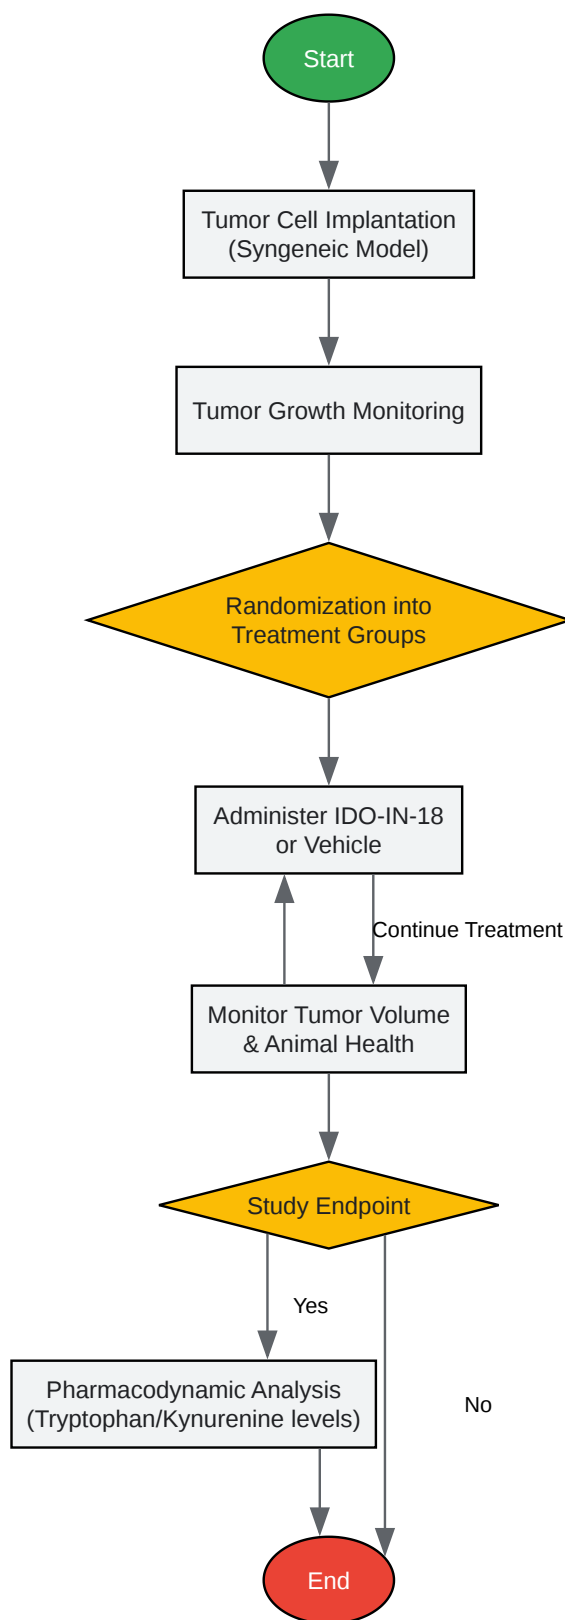 Start
Tumor Cell Implantation
(Syngeneic Model)
Tumor Growth Monitoring
Randomization into
Treatment Groups
Administer IDO-IN-18
or Vehicle
Continue Treatment
Monitor Tumor Volume
& Animal Health
Study Endpoint
Yes
Pharmacodynamic Analysis
(Tryptophan/Kynurenine levels)
No
End